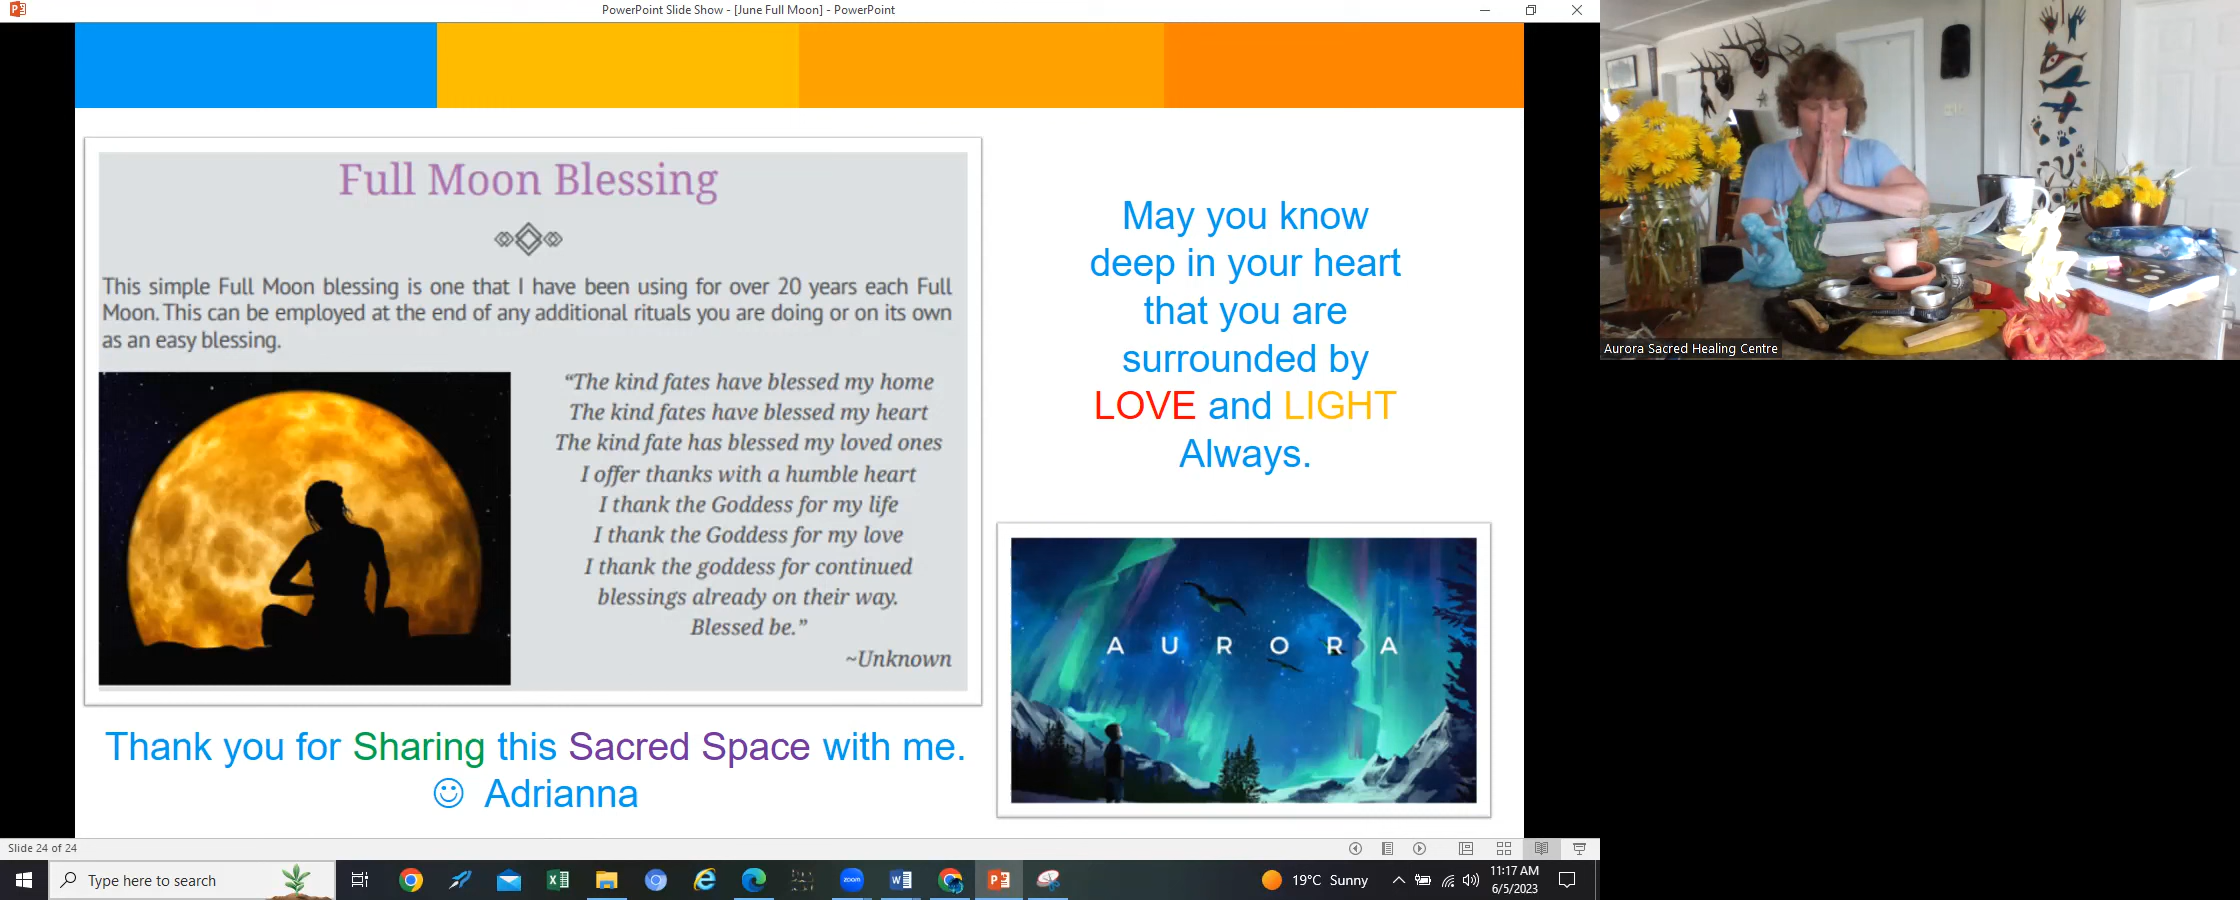 PowerPoint Slide Show - [June Full Moon] - PowerPoint
Full Moon Blessing
This simple Full Moon blessing is one that I have been using for over 20 years each Full
Moon. This can be employed at the end of any additional rituals you are doing or on its own
as an easy blessing.
“The kind fates have blessed my home
The kind fates have blessed my heart
The kind fate has blessed my loved ones
I offer thanks with a humble heart
I thank the Goddess for my life
I thank the Goddess for my love
I thank the goddess for continued
blessings already on their way.
Blessed be.”
~Unknown
Thank you for Sharing this Sacred Space with me.
☺ Adrianna
May you know
deep in your heart
that you are
surrounded by
LOVE and LIGHT
Always.
AURORA
Aurora Sacred Healing Centre
Slide 24 of 24
Type here to search
zoom
19°C Sunny
11:17 AM
6/5/2023